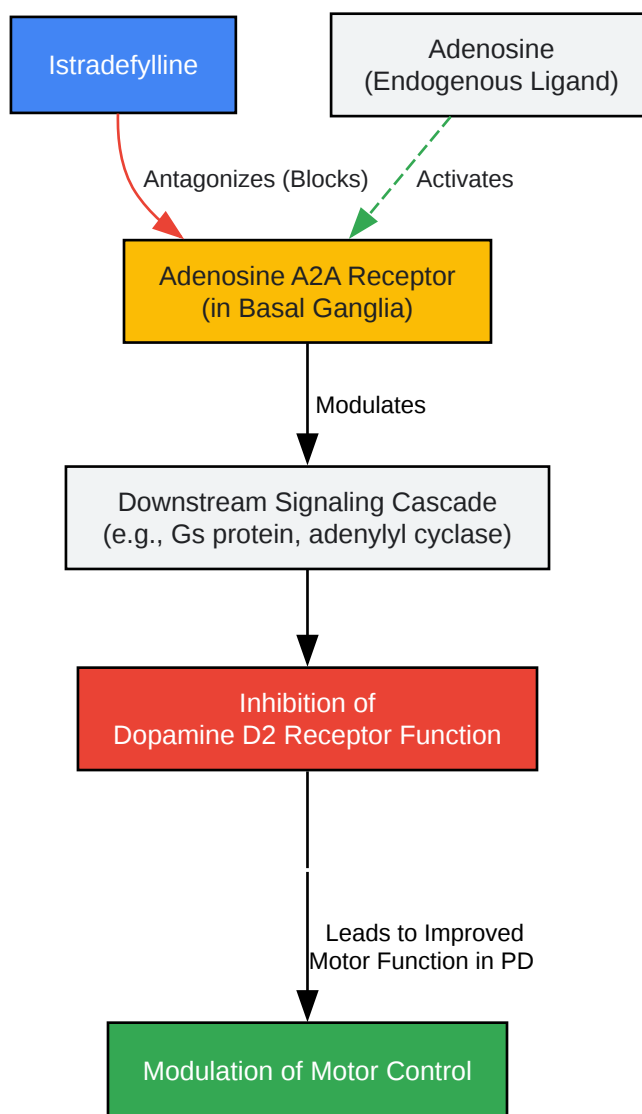 Istradefylline
Adenosine
(Endogenous Ligand)
Antagonizes (Blocks)
Activates
Adenosine A2A Receptor
(in Basal Ganglia)
Modulates
Downstream Signaling Cascade
(e.g., Gs protein, adenylyl cyclase)
Inhibition of
Dopamine D2 Receptor Function
Leads to Improved
Motor Function in PD
Modulation of Motor Control